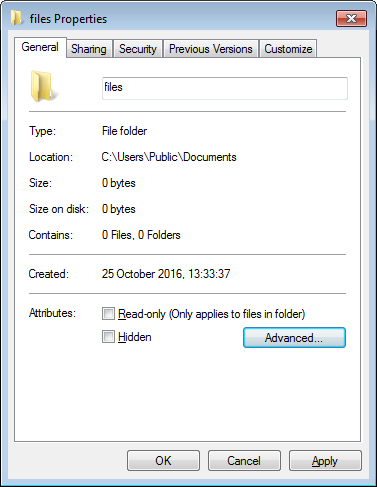 files Properties
General Sharing Security Previous Versions Customize
files
Type: File folder
Location: C:\Users\Public\Documents
Size: 0 bytes
Size on disk: 0 bytes
Contains: 0 Files, 0 Folders
Created: 25 October 2016, 13:33:37
Attributes: Read-only (Only applies to files in folder)
Hidden Advanced...
OK Cancel Apply